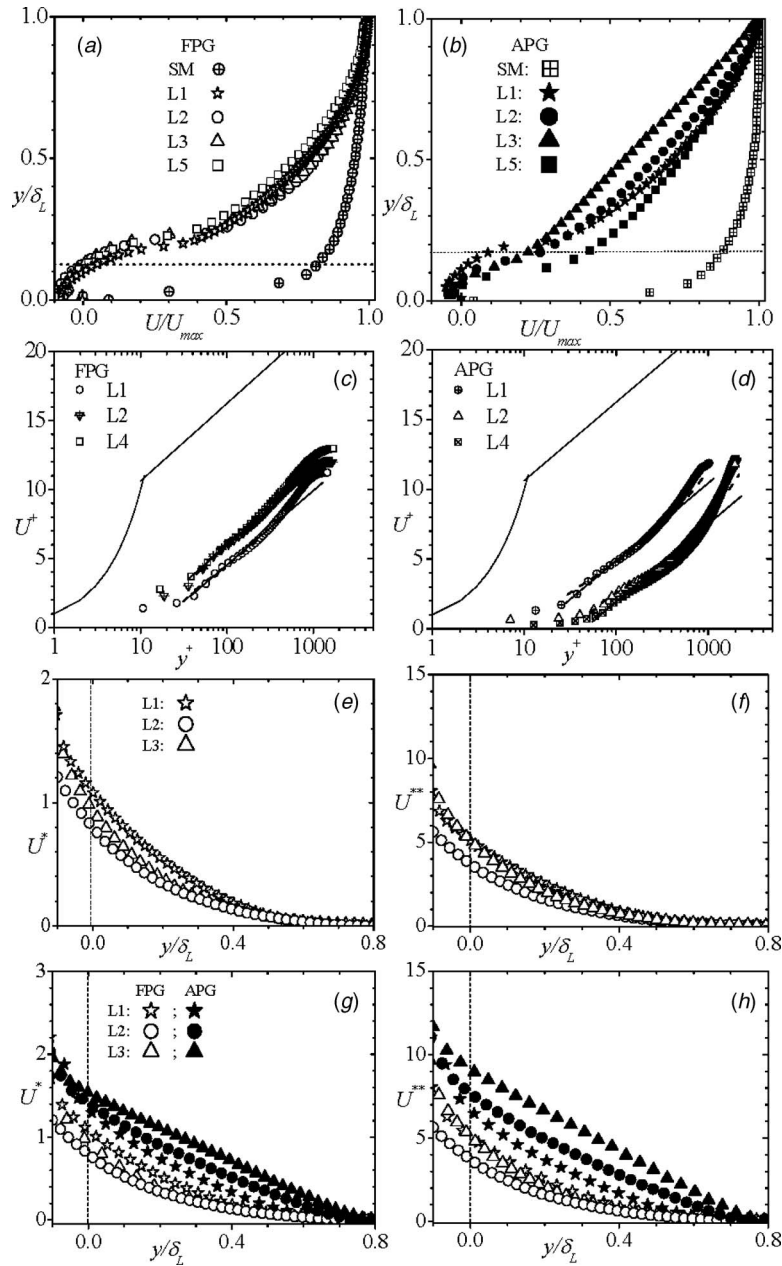 (a)
FPG
SM
L1
L2
L3
L5
y/δL
1.0
0.5
0.0
0.0
0.5
1.0
U/Umax
(b)
APG
SM:
L1:
L2:
L3:
L5:
y/δL
1.0
0.5
0.0
0.0
0.5
1.0
U/Umax
(c)
FPG
L1
L2
L4
U+
20
15
10
5
0
1
10
100
1000
y+
(d)
APG
L1
L2
L4
U+
20
15
10
5
0
1
10
100
1000
y+
(e)
L1:
L2:
L3:
U*
2
1
0
0.0
0.4
0.8
y/δL
(f)
U**
15
10
5
0
0.0
0.4
0.8
y/δL
(g)
FPG APG
L1: ;
L2: ;
L3: ;
U*
3
2
1
0
0.0
0.4
0.8
y/δL
(h)
U**
15
10
5
0
0.0
0.4
0.8
y/δL